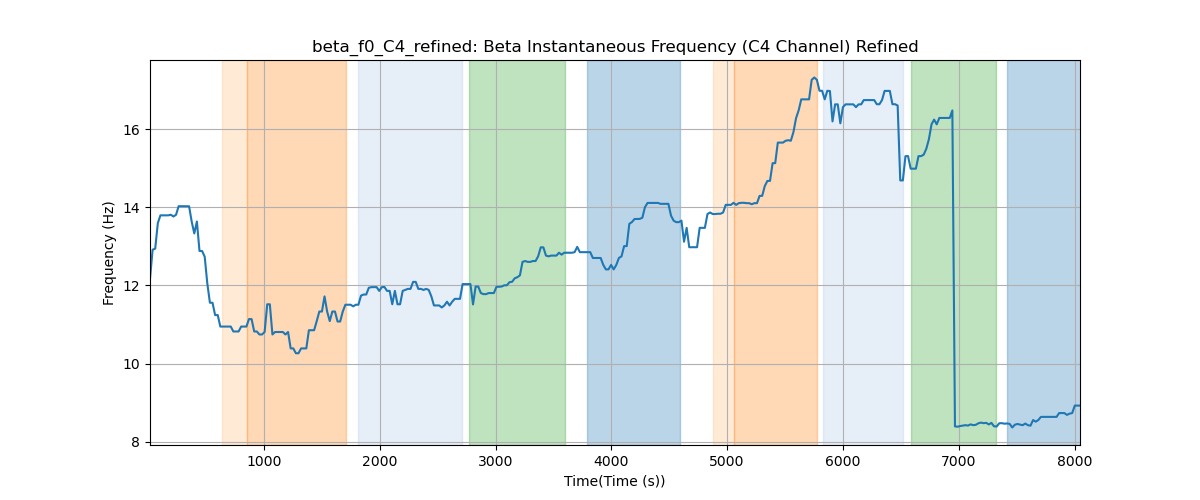 beta_f0_C4_refined: Beta Instantaneous Frequency (C4 Channel) Refined
Frequency (Hz)
16
14
12
10
8
1000 2000 3000 4000 5000 6000 7000 8000
Time(Time (s))